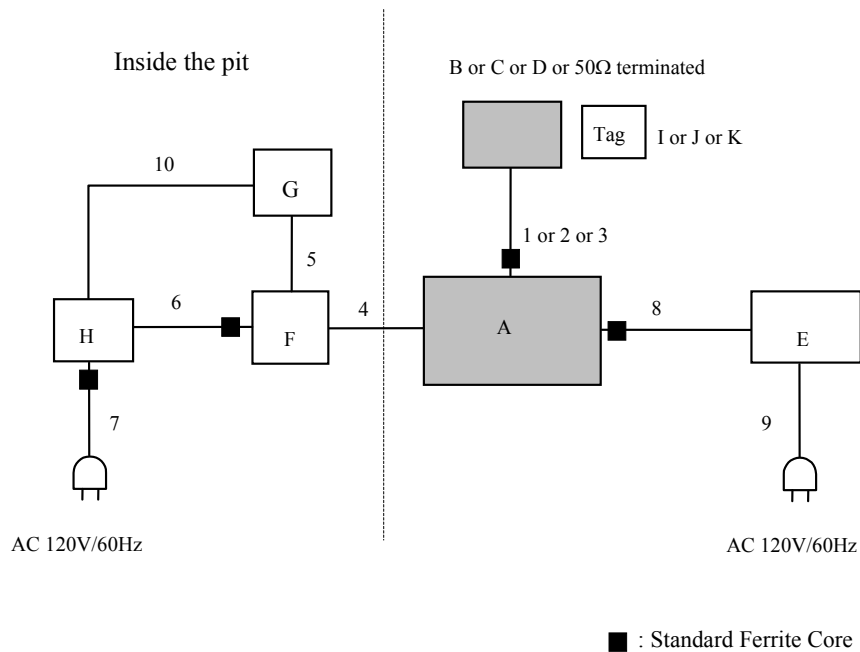 Inside the pit
B or C or D or 50Ω terminated
Tag
I or J or K
10
G
1 or 2 or 3
5
6
4
8
H
F
A
E
7
9
AC 120V/60Hz
AC 120V/60Hz
: Standard Ferrite Core